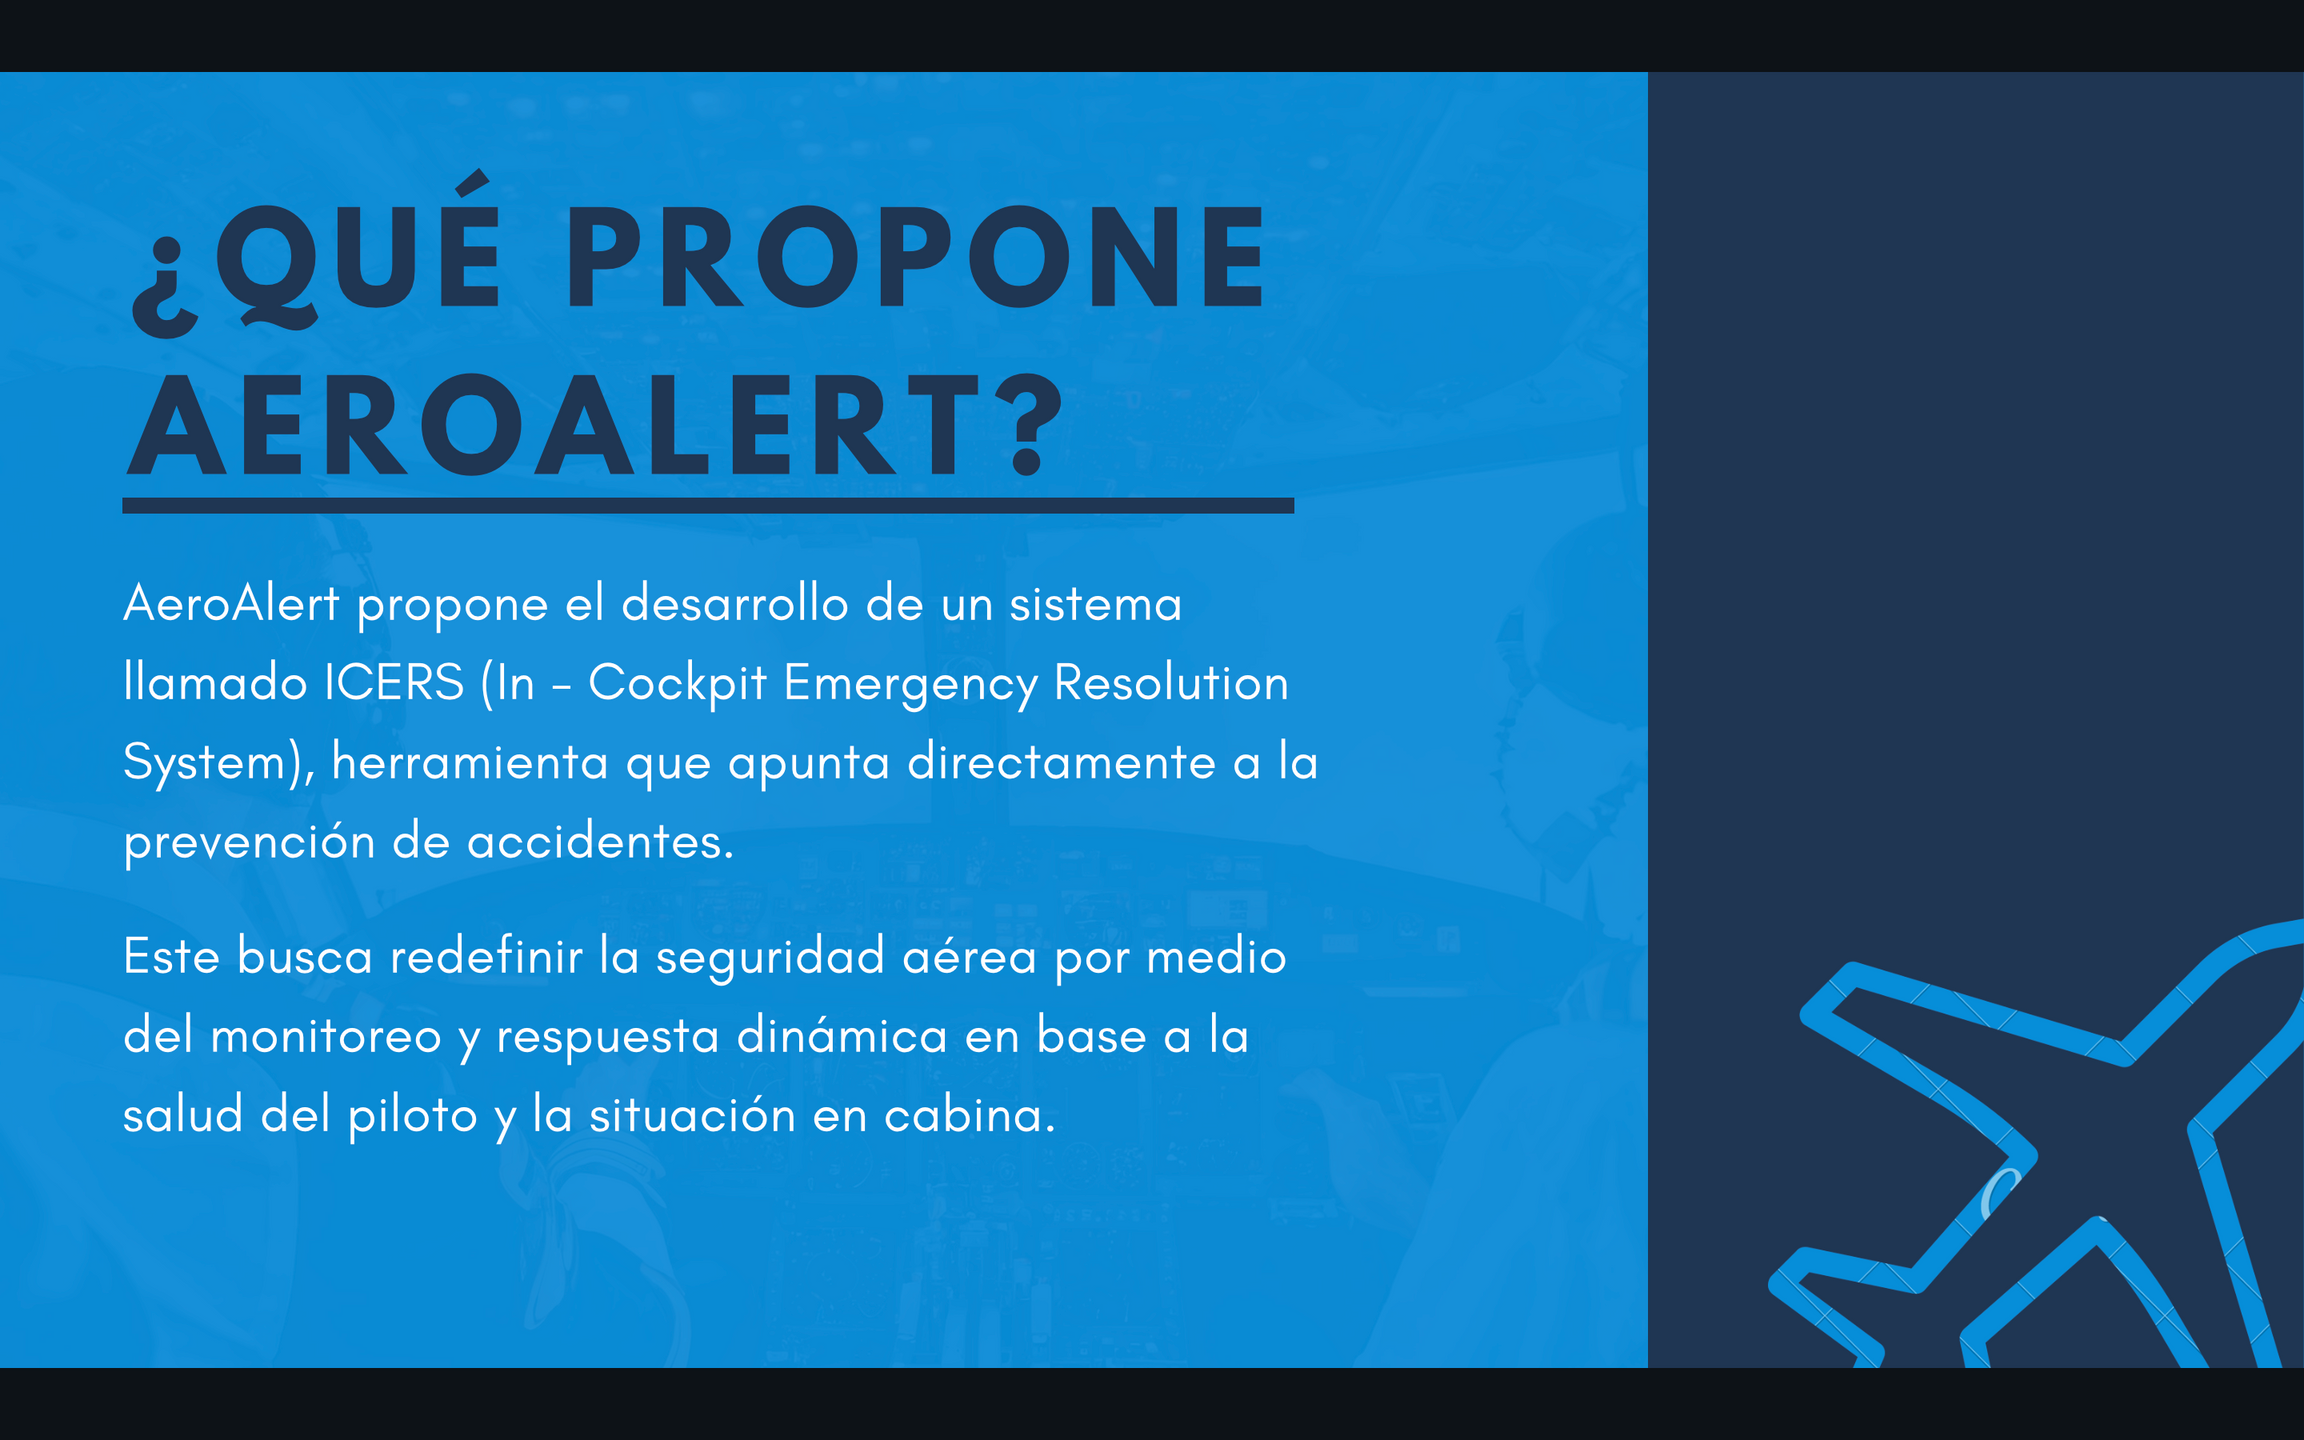 ¿QUÉ PROPONE
AEROALERT?
AeroAlert propone el desarrollo de un sistema
llamado ICERS (In - Cockpit Emergency Resolution
System), herramienta que apunta directamente a la
prevención de accidentes.
Este busca redefinir la seguridad aérea por medio
del monitoreo y respuesta dinámica en base a la
salud del piloto y la situación en cabina.